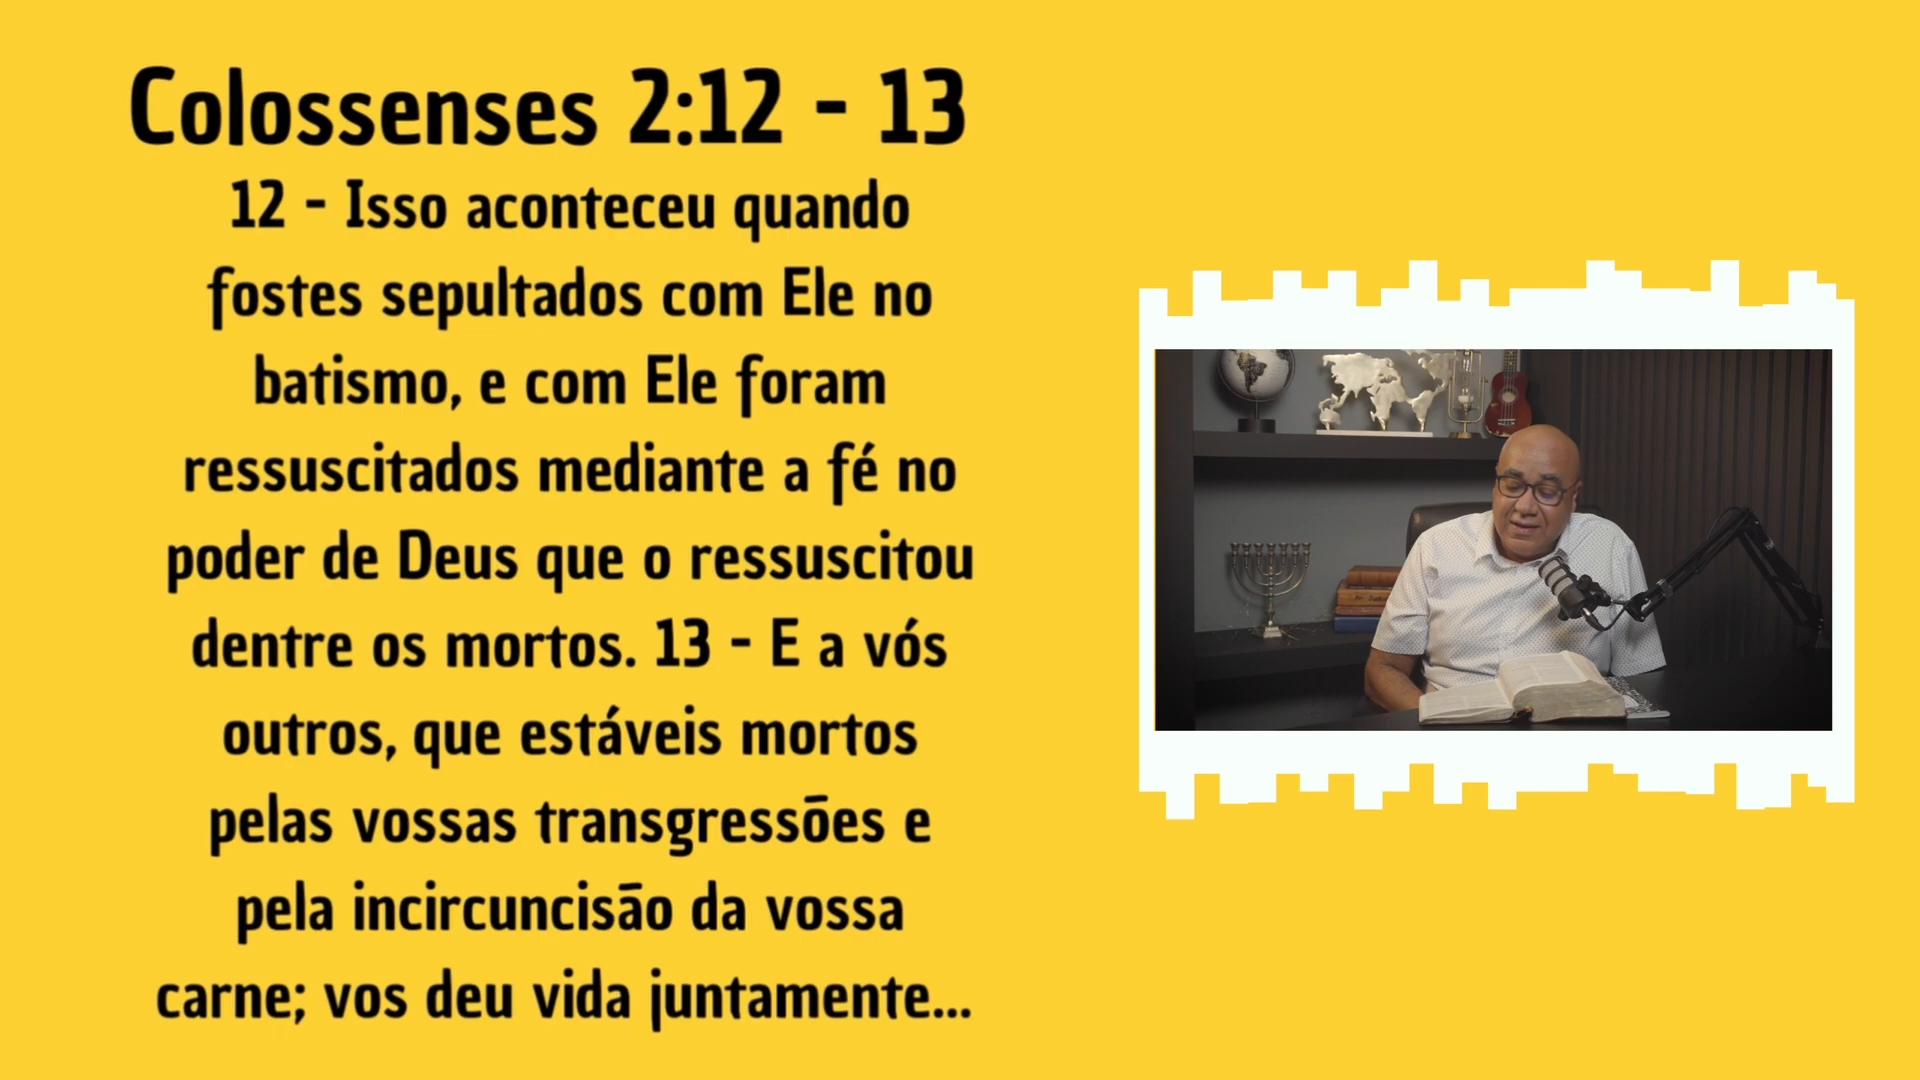 Colossenses 2:12 - 13
12 - Isso aconteceu quando
fostes sepultados com Ele no
batismo, e com Ele foram
ressuscitados mediante a fé no
poder de Deus que o ressuscitou
dentre os mortos. 13 - E a vós
outros, que estáveis mortos
pelas vossas transgressões e
pela incircuncisão da vossa
carne; vos deu vida juntamente...